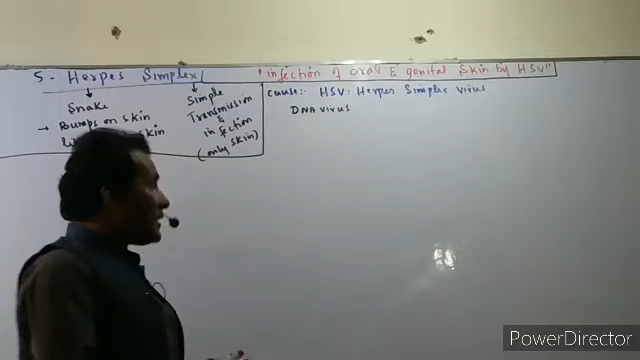 5- Herpes Simplex
"infection of oral & genital Skin by HSV"
Snake
→ Bumps on skin
skin
Simple
Transmission
&
infection
(only skin)
Cause:- HSV: Herpes Simplex Virus
DNA virus
PowerDirector